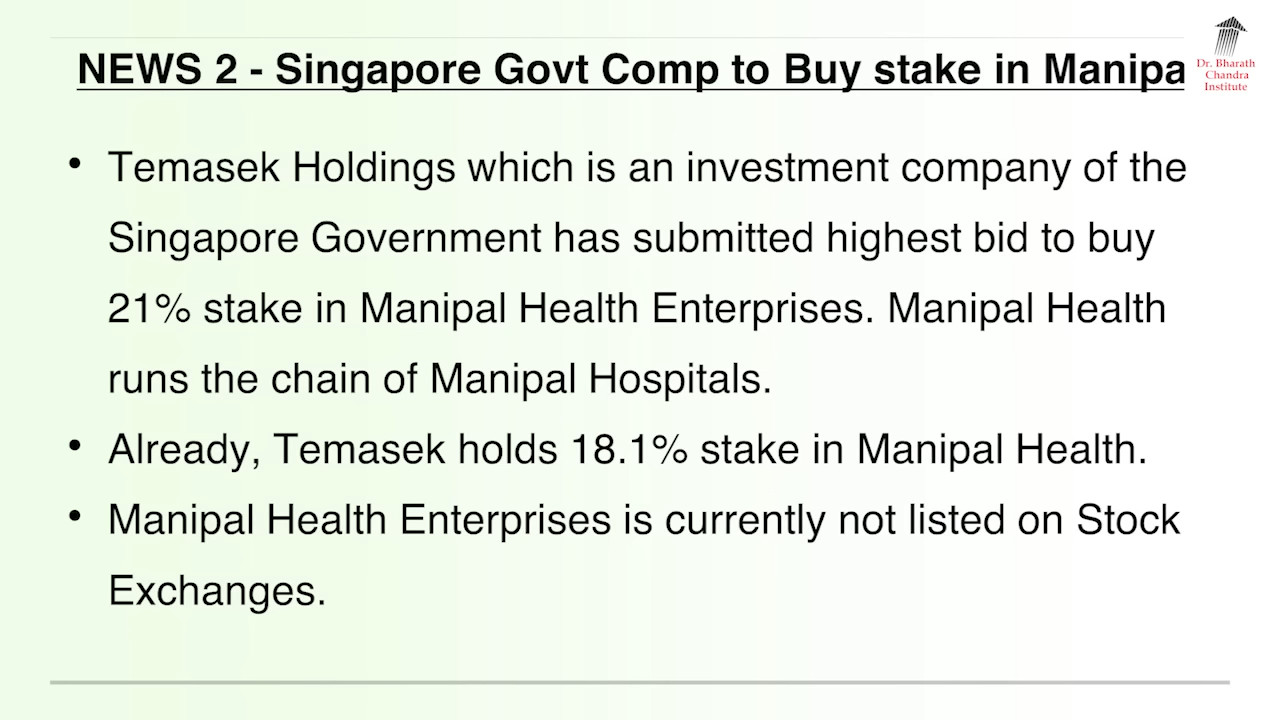 NEWS 2 - Singapore Govt Comp to Buy stake in Manipa
Dr. Bharath
Chandra
Institute
• Temasek Holdings which is an investment company of the
Singapore Government has submitted highest bid to buy
21% stake in Manipal Health Enterprises. Manipal Health
runs the chain of Manipal Hospitals.
• Already, Temasek holds 18.1% stake in Manipal Health.
• Manipal Health Enterprises is currently not listed on Stock
Exchanges.